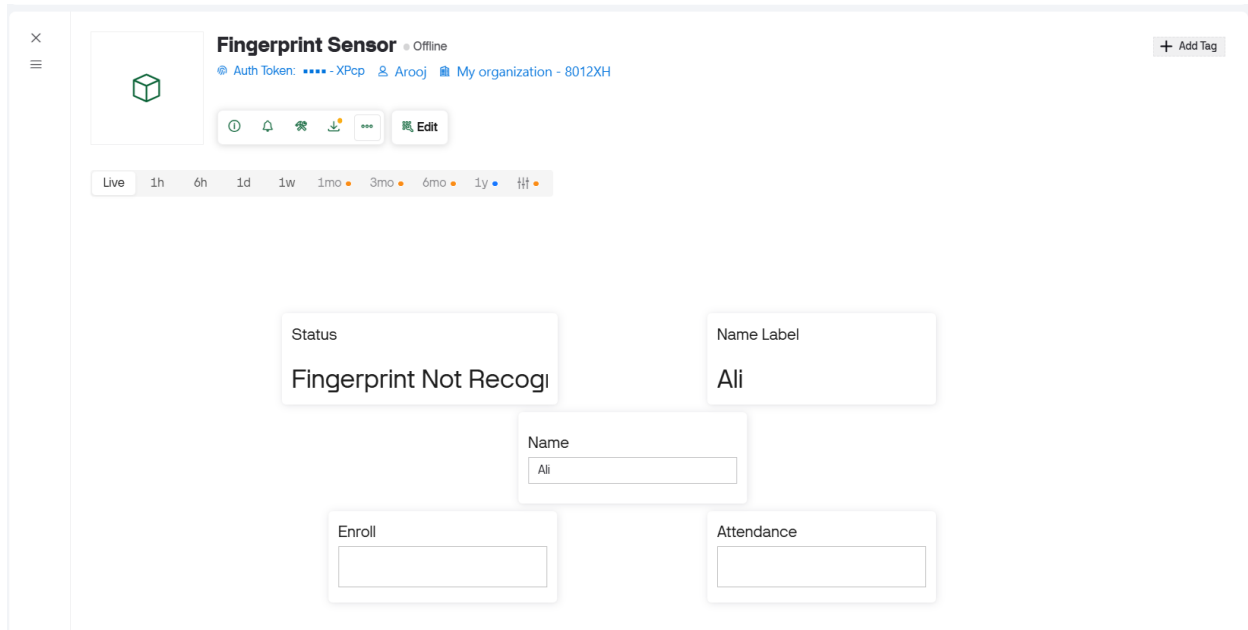 Fingerprint Sensor Offline
+ Add Tag
Auth Token: •••• - XPcp Arooj My organization - 8012XH
Edit
Live 1h 6h 1d 1w 1mo 3mo 6mo 1y
Status
Fingerprint Not Recog
Name Label
Ali
Name
Ali
Enroll
Attendance